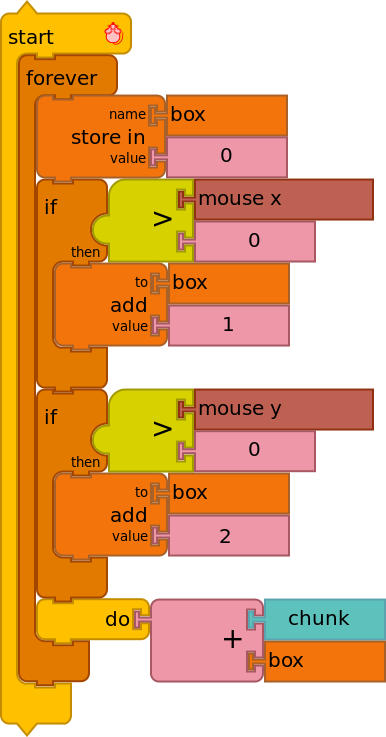 start
forever
name box
store in
value 0
if > mouse x
0
then
to box
add
value 1
if > mouse y
0
then
to box
add
value 2
do + chunk
box